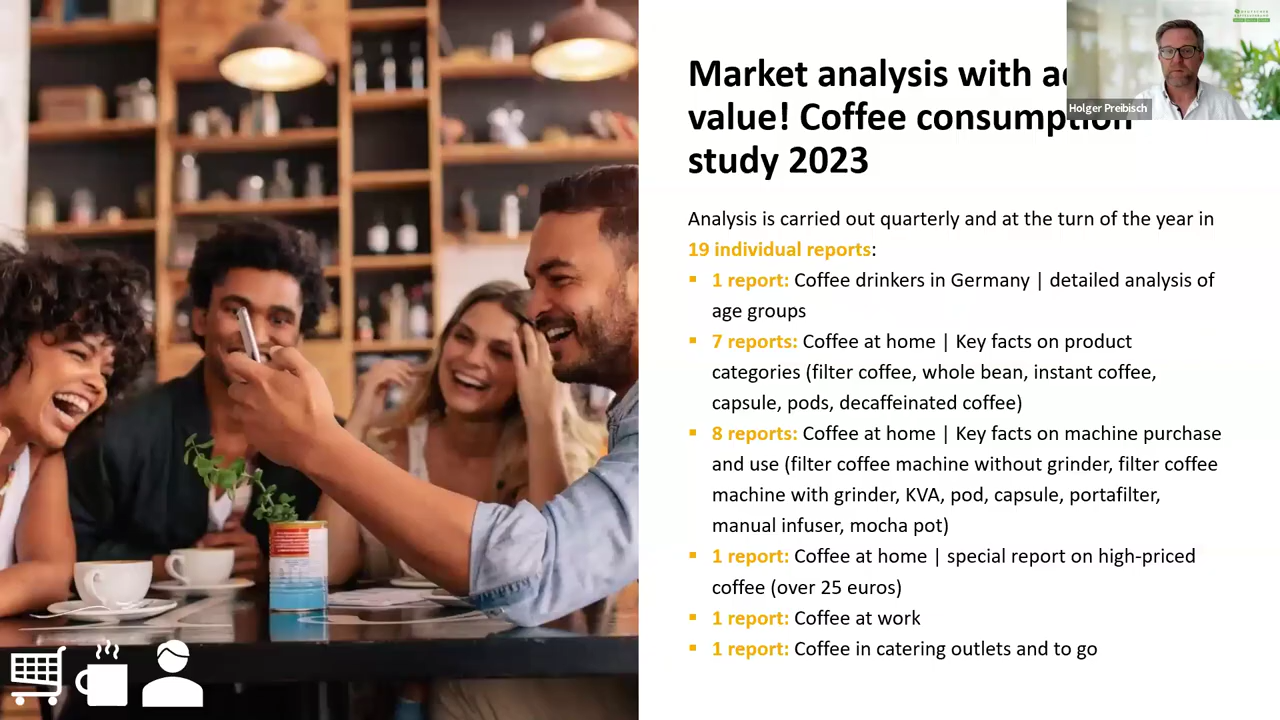 Market analysis with
value! Coffee consumption
study 2023
Holger Preibisch
Analysis is carried out quarterly and at the turn of the year in
19 individual reports:
▪ 1 report: Coffee drinkers in Germany | detailed analysis of
age groups
▪ 7 reports: Coffee at home | Key facts on product
categories (filter coffee, whole bean, instant coffee,
capsule, pods, decaffeinated coffee)
▪ 8 reports: Coffee at home | Key facts on machine purchase
and use (filter coffee machine without grinder, filter coffee
machine with grinder, KVA, pod, capsule, portafilter,
manual infuser, mocha pot)
▪ 1 report: Coffee at home | special report on high-priced
coffee (over 25 euros)
▪ 1 report: Coffee at work
▪ 1 report: Coffee in catering outlets and to go